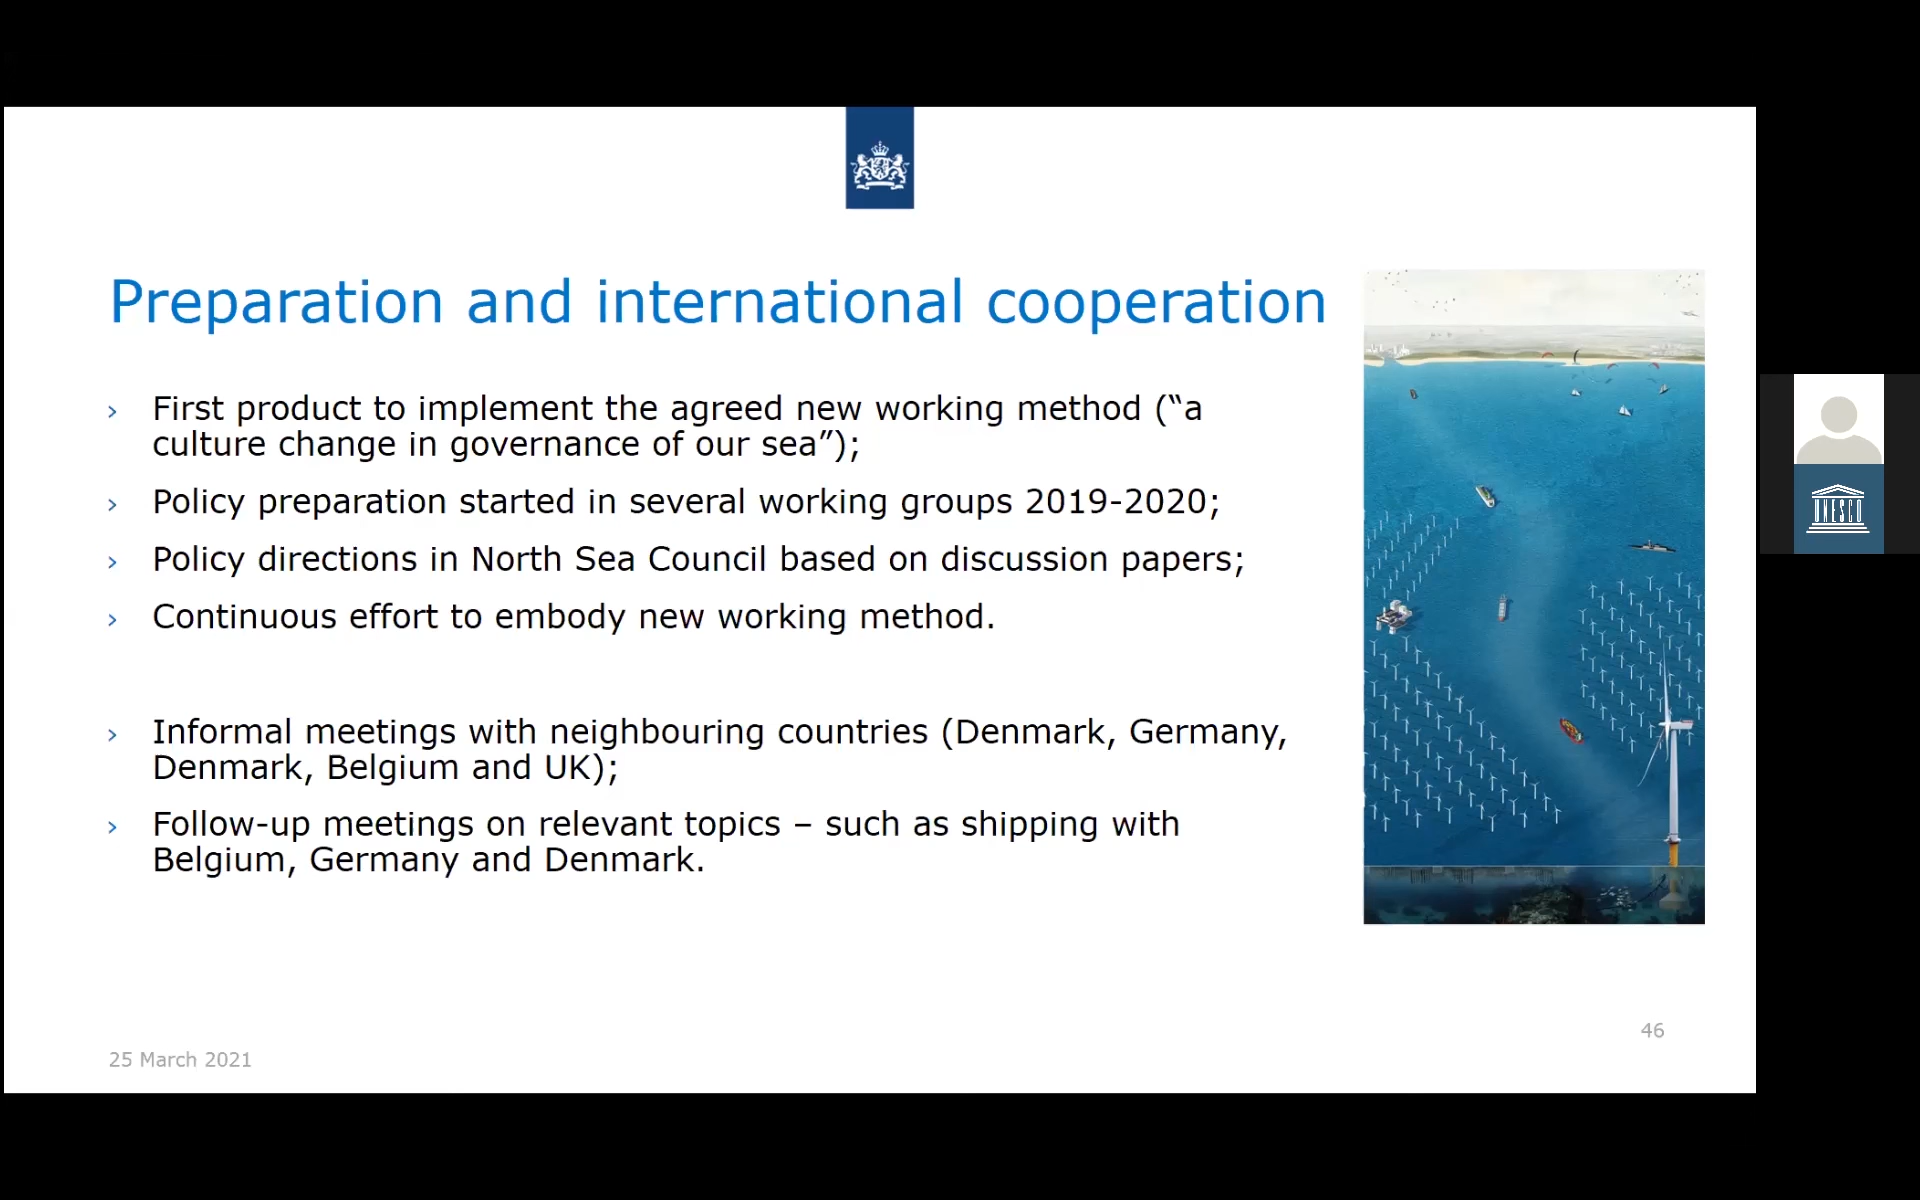 Preparation and international cooperation
› First product to implement the agreed new working method (“a
culture change in governance of our sea”);
› Policy preparation started in several working groups 2019-2020;
› Policy directions in North Sea Council based on discussion papers;
› Continuous effort to embody new working method.
› Informal meetings with neighbouring countries (Denmark, Germany,
Denmark, Belgium and UK);
› Follow-up meetings on relevant topics – such as shipping with
Belgium, Germany and Denmark.
46
25 March 2021
UNESCO